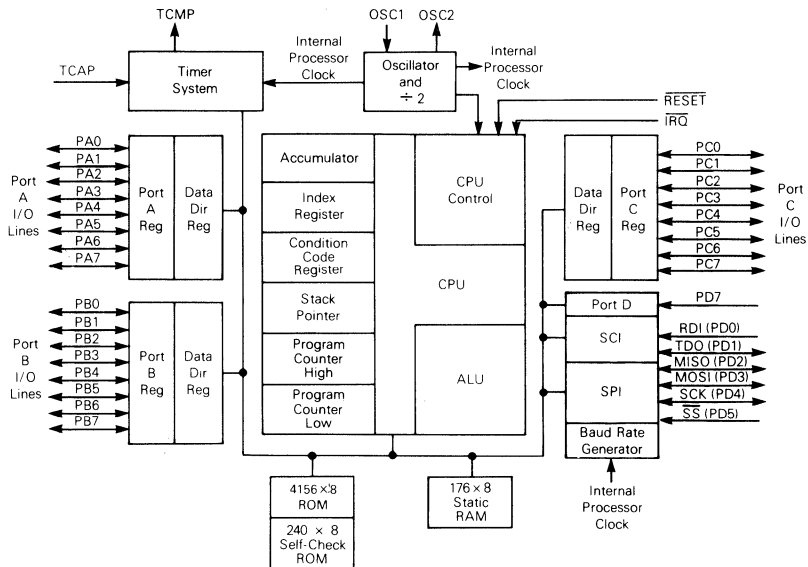 TCMP
OSC1 OSC2
TCAP
Timer
System
Internal
Processor
Clock
Oscillator
and
÷ 2
Internal
Processor
Clock
RESET
IRQ
Port
A
I/O
Lines
PA0
PA1
PA2
PA3
PA4
PA5
PA6
PA7
Port
A
Reg
Data
Dir
Reg
Port
B
I/O
Lines
PB0
PB1
PB2
PB3
PB4
PB5
PB6
PB7
Port
B
Reg
Data
Dir
Reg
Accumulator
Index
Register
Condition
Code
Register
Stack
Pointer
Program
Counter
High
Program
Counter
Low
CPU
Control
CPU
ALU
Data
Dir
Reg
Port
C
Reg
PC0
PC1
PC2
PC3
PC4
PC5
PC6
PC7
Port
C
I/O
Lines
Port D
SCI
SPI
Baud Rate
Generator
PD7
RDI (PD0)
TDO (PD1)
MISO (PD2)
MOSI (PD3)
SCK (PD4)
SS (PD5)
Internal
Processor
Clock
4156 × 8
ROM
240 × 8
Self-Check
ROM
176 × 8
Static
RAM